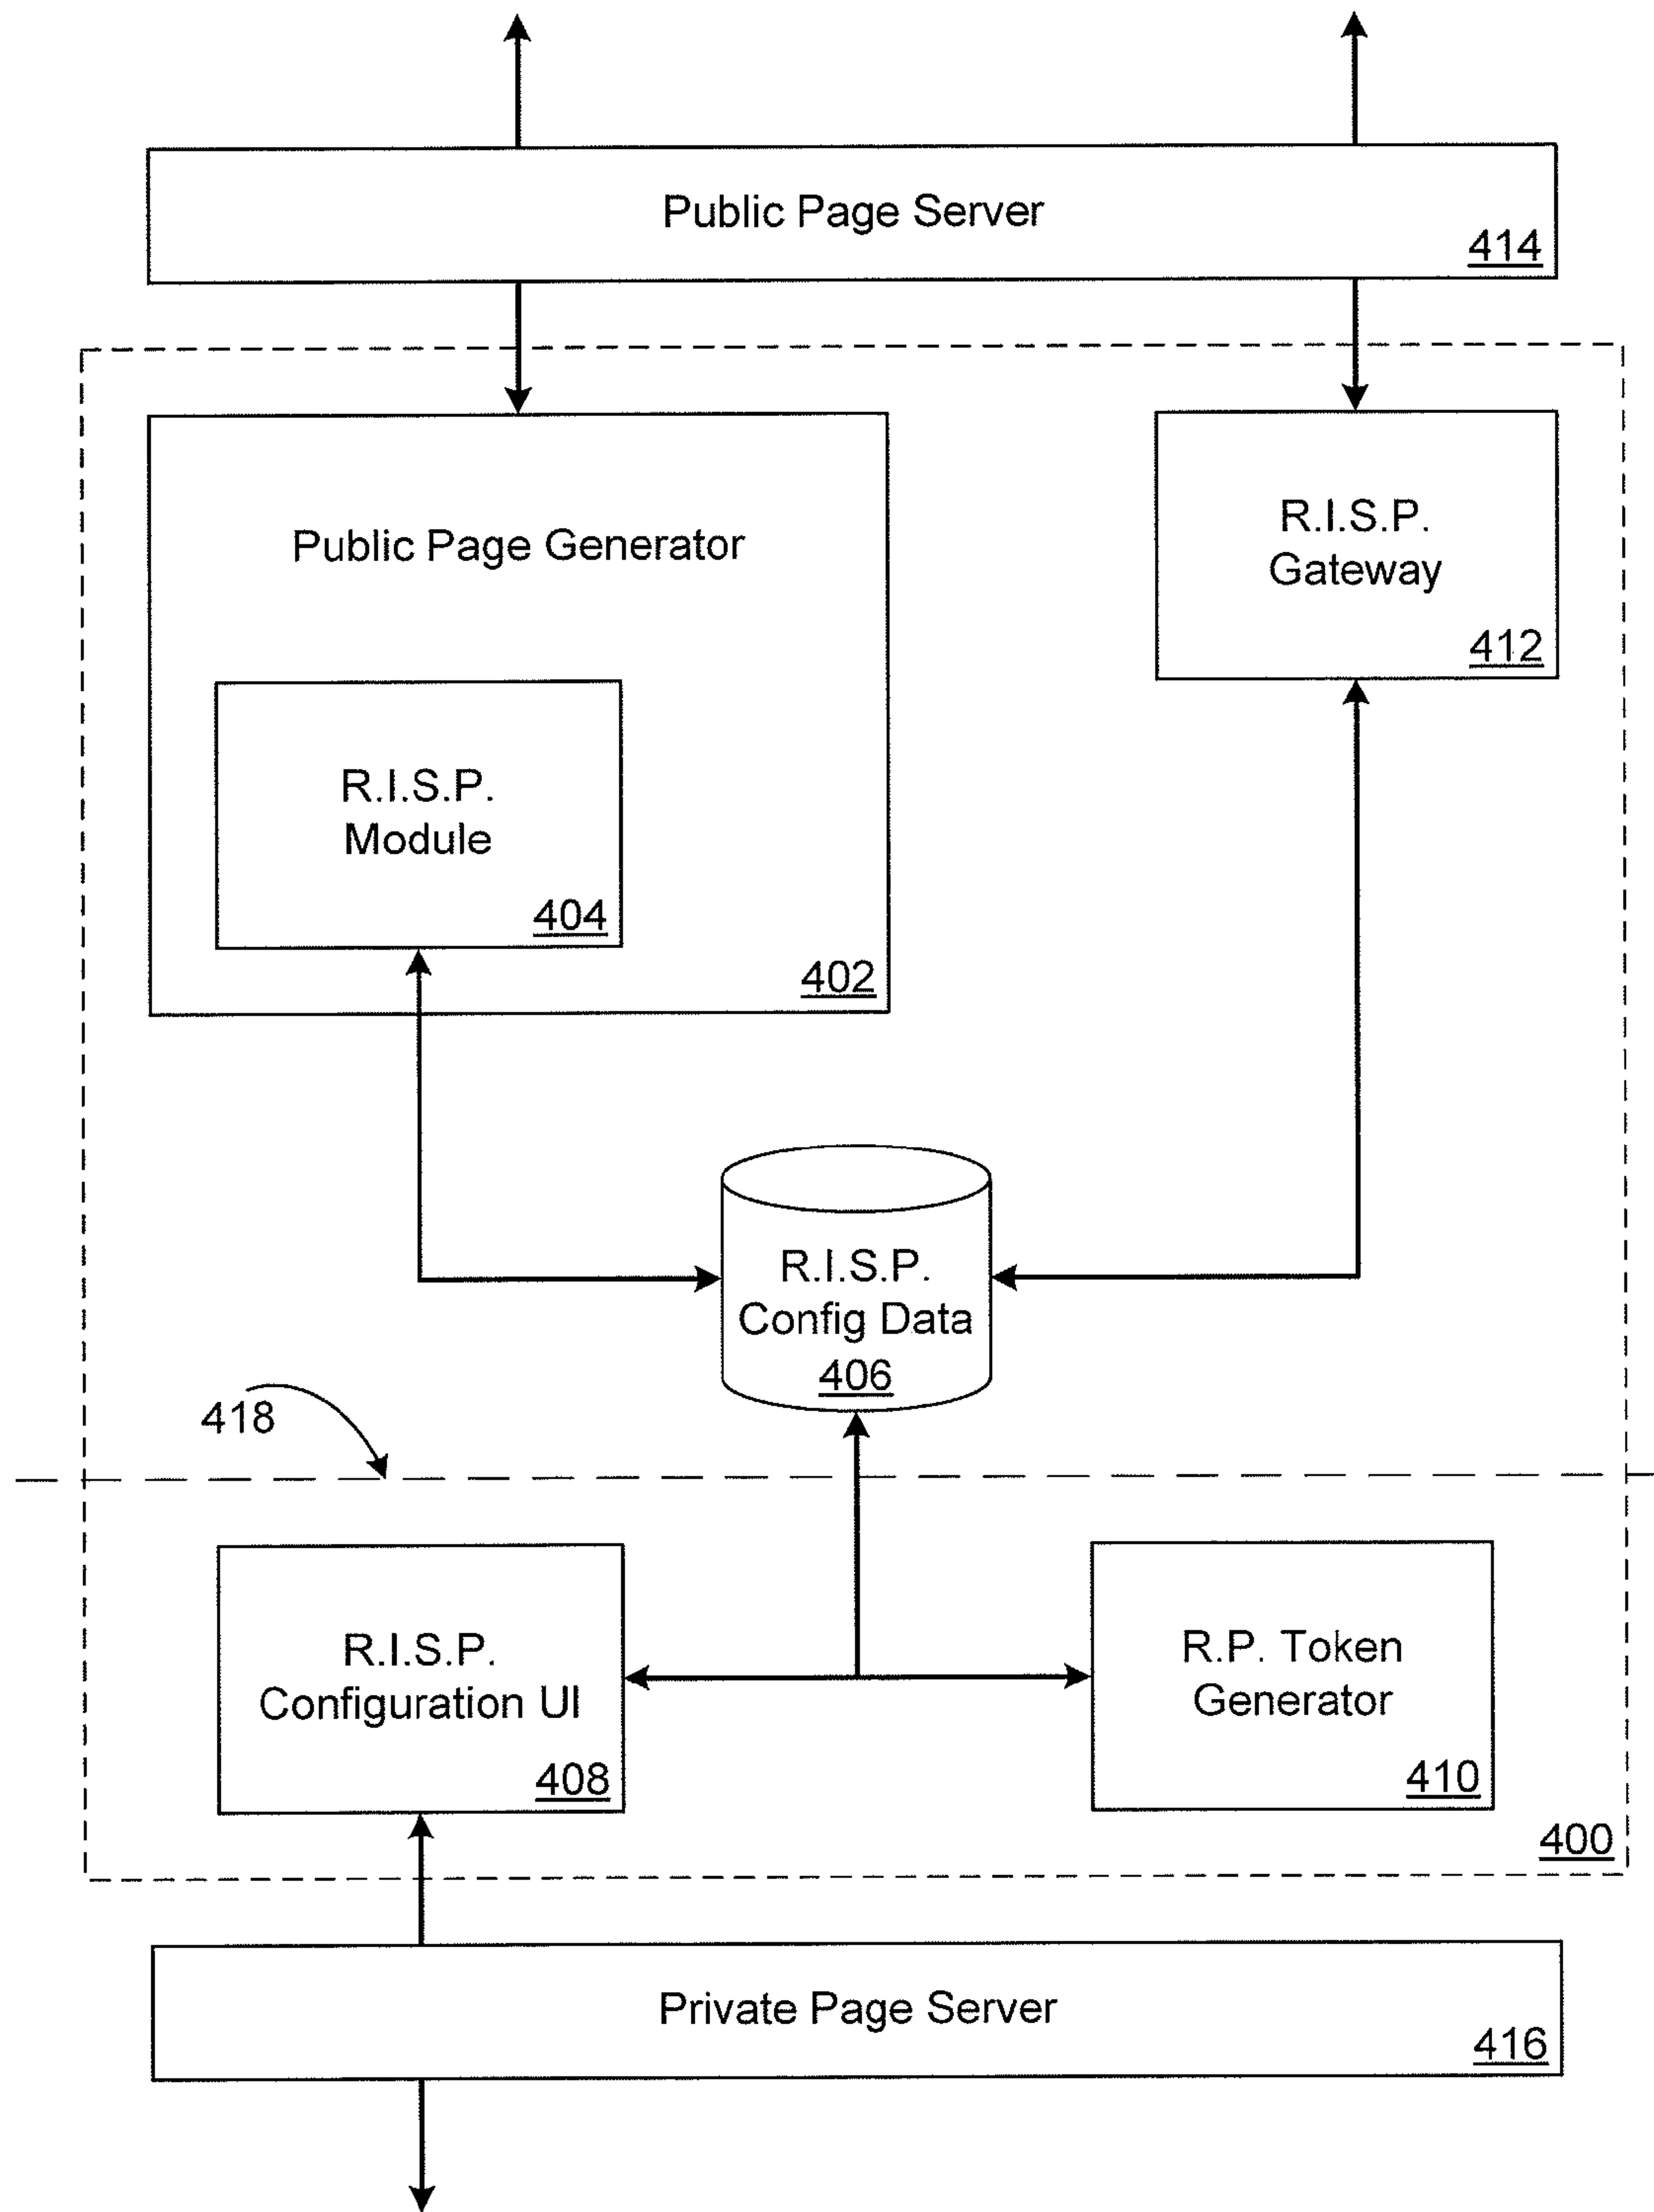 Public Page Server
414
Public Page Generator
R.I.S.P.
Gateway
412
R.I.S.P.
Module
404
402
R.I.S.P.
Config Data
406
418
R.I.S.P.
Configuration UI
408
R.P. Token
Generator
410
400
Private Page Server
416